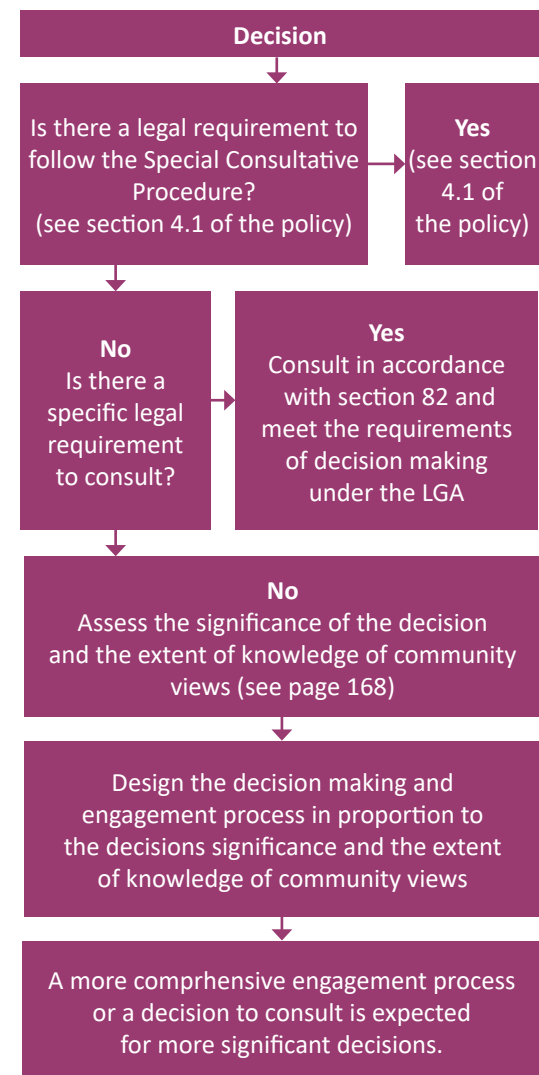 Decision
Is there a legal requirement to
follow the Special Consultative
Procedure?
(see section 4.1 of the policy)
Yes
(see section
4.1 of
the policy)
No
Is there a
specific legal
requirement
to consult?
Yes
Consult in accordance
with section 82 and
meet the requirements
of decision making
under the LGA
No
Assess the significance of the decision
and the extent of knowledge of community
views (see page 168)
Design the decision making and
engagement process in proportion to
the decisions significance and the extent
of knowledge of community views
A more comprhensive engagement process
or a decision to consult is expected
for more significant decisions.